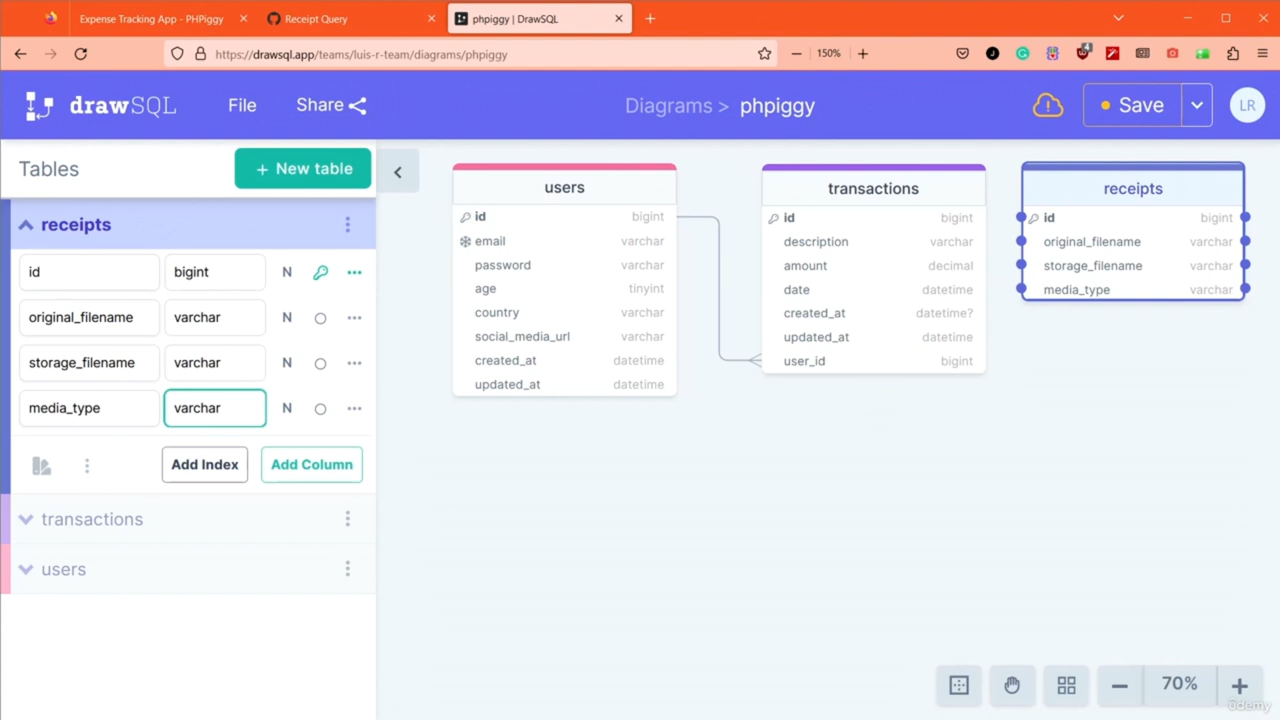 Expense Tracking App - PHPiggy
Receipt Query
phpiggy | DrawSQL
https://drawsql.app/teams/luis-r-team/diagrams/phpiggy
150%
J
4
drawSQL
File
Share
Diagrams > phpiggy
Save
LR
Tables
+ New table
receipts
id bigint N
original_filename varchar N
storage_filename varchar N
media_type varchar N
Add Index
Add Column
transactions
users
users
id bigint
email varchar
password varchar
age tinyint
country varchar
social_media_url varchar
created_at datetime
updated_at datetime
transactions
id bigint
description varchar
amount decimal
date datetime
created_at datetime?
updated_at datetime
user_id bigint
receipts
id bigint
original_filename varchar
storage_filename varchar
media_type varchar
70%
ûdemy